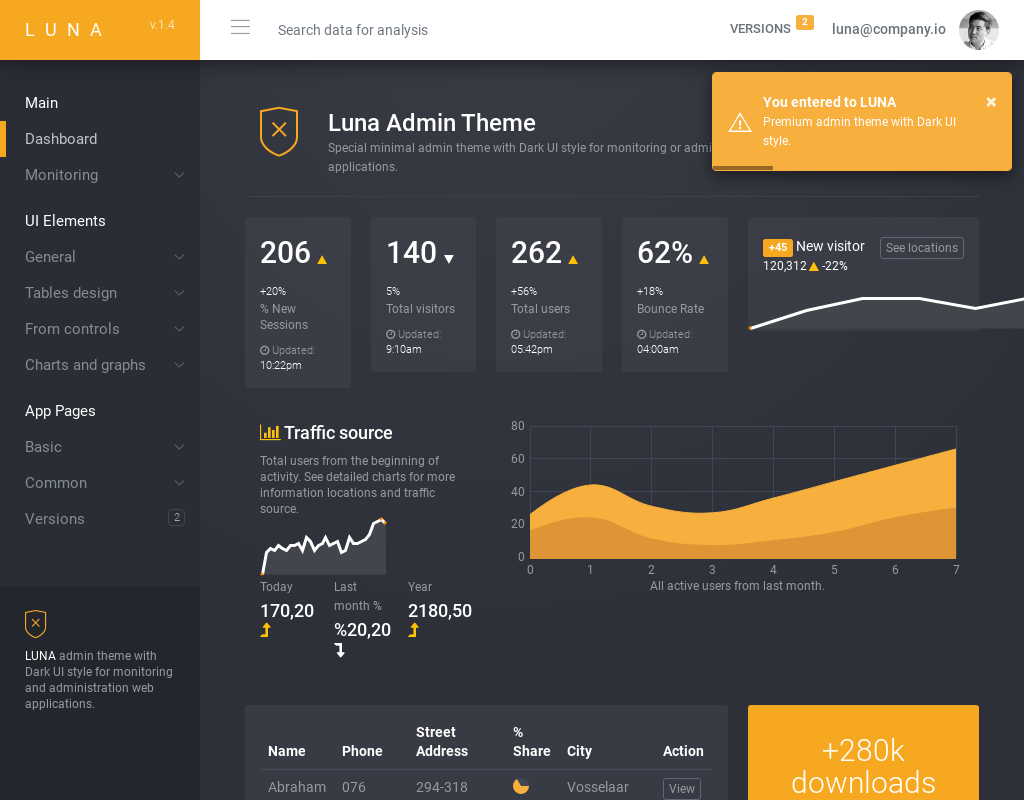 LUNA
v.1.4
Search data for analysis
VERSIONS 2
luna@company.io
You entered to LUNA ×
Premium admin theme with Dark UI
style.
Main
Dashboard
Monitoring
UI Elements
General
Tables design
From controls
Charts and graphs
App Pages
Basic
Common
Versions 2
LUNA admin theme with
Dark UI style for monitoring
and administration web
applications.
Luna Admin Theme
Special minimal admin theme with Dark UI style for monitoring or admi
applications.
206
+20%
% New
Sessions
Updated:
10:22pm
140
5%
Total visitors
Updated:
9:10am
262
+56%
Total users
Updated:
05:42pm
62%
+18%
Bounce Rate
Updated:
04:00am
+45 New visitor
See locations
120,312 -22%
Traffic source
Total users from the beginning of
activity. See detailed charts for more
information locations and traffic
source.
Today
170,20
Last
month %
%20,20
Year
2180,50
80
60
40
20
0
0 1 2 3 4 5 6 7
All active users from last month.
Name Phone Street Address % Share City Action
Abraham 076 294-318 Vosselaar View
+280k
downloads